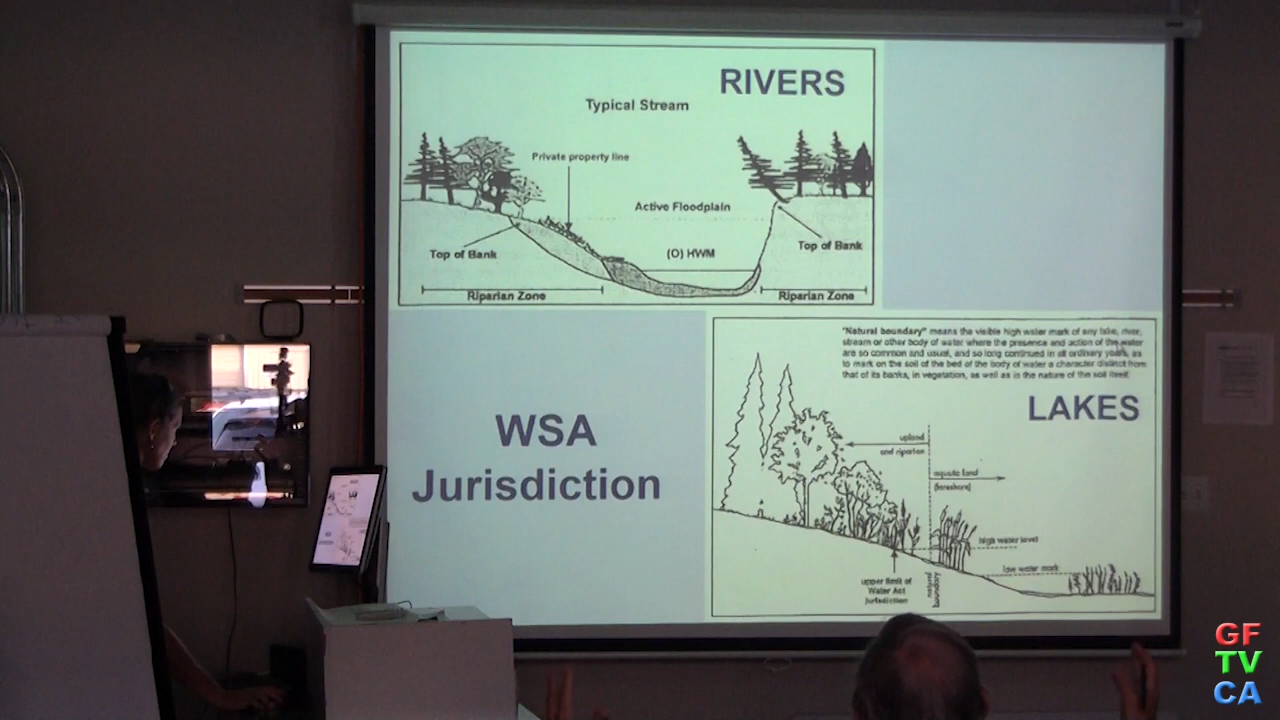 RIVERS
Typical Stream
Private property line
Active Floodplain
Top of Bank
(O) HWM
Top of Bank
Riparian Zone
Riparian Zone
WSA
Jurisdiction
"Natural boundary" means the visible high water mark of any lake, river,
stream or other body of water where the presence and action of the water
are so common and usual, and so long continued in all ordinary years, as
to mark on the soil of the bed of the body of water a character distinct from
that of its banks, in vegetation, as well as in the nature of the soil itself.
LAKES
upland
and riparian
aquatic land
(foreshore)
high water level
low water mark
upper limit of
Water Act
jurisdiction
natural
boundary
GF
TV
CA